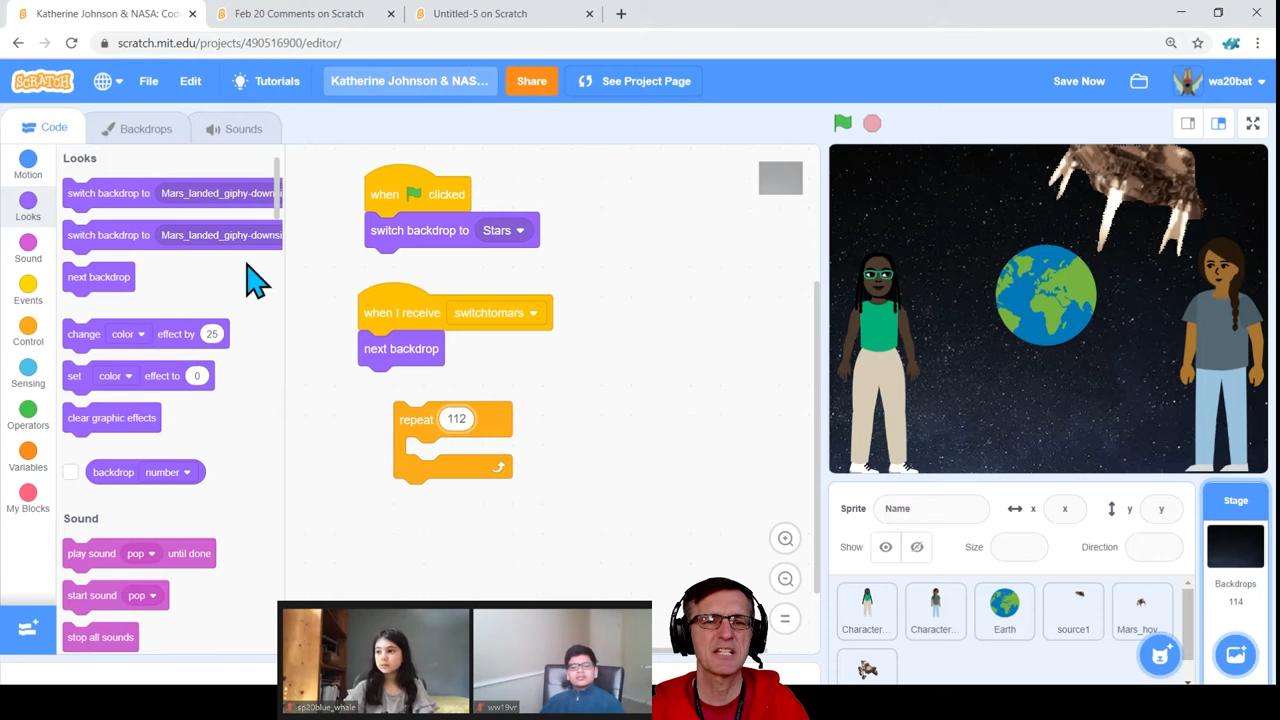 Katherine Johnson & NASA: Cod
Feb 20 Comments on Scratch
Untitled-5 on Scratch
scratch.mit.edu/projects/490516900/editor/
SCRATCH
File
Edit
Tutorials
Katherine Johnson & NAS...
Share
See Project Page
Save Now
wa20bat
Code
Backdrops
Sounds
Motion
Looks
Sound
Events
Control
Sensing
Operators
Variables
My Blocks
Looks
switch backdrop to Mars_landed_giphy-downsi
switch backdrop to Mars_landed_giphy-downsi
next backdrop
change color effect by 25
set color effect to 0
clear graphic effects
backdrop number
Sound
play sound pop until done
start sound pop
stop all sounds
when clicked
switch backdrop to Stars
when I receive switchtomars
next backdrop
repeat 112
Sprite Name x x y y
Show Size Direction
Character...
Character...
Earth
source1
Mars_hov...
Stage
Backdrops
114
sp20blue_whale
ww19vr